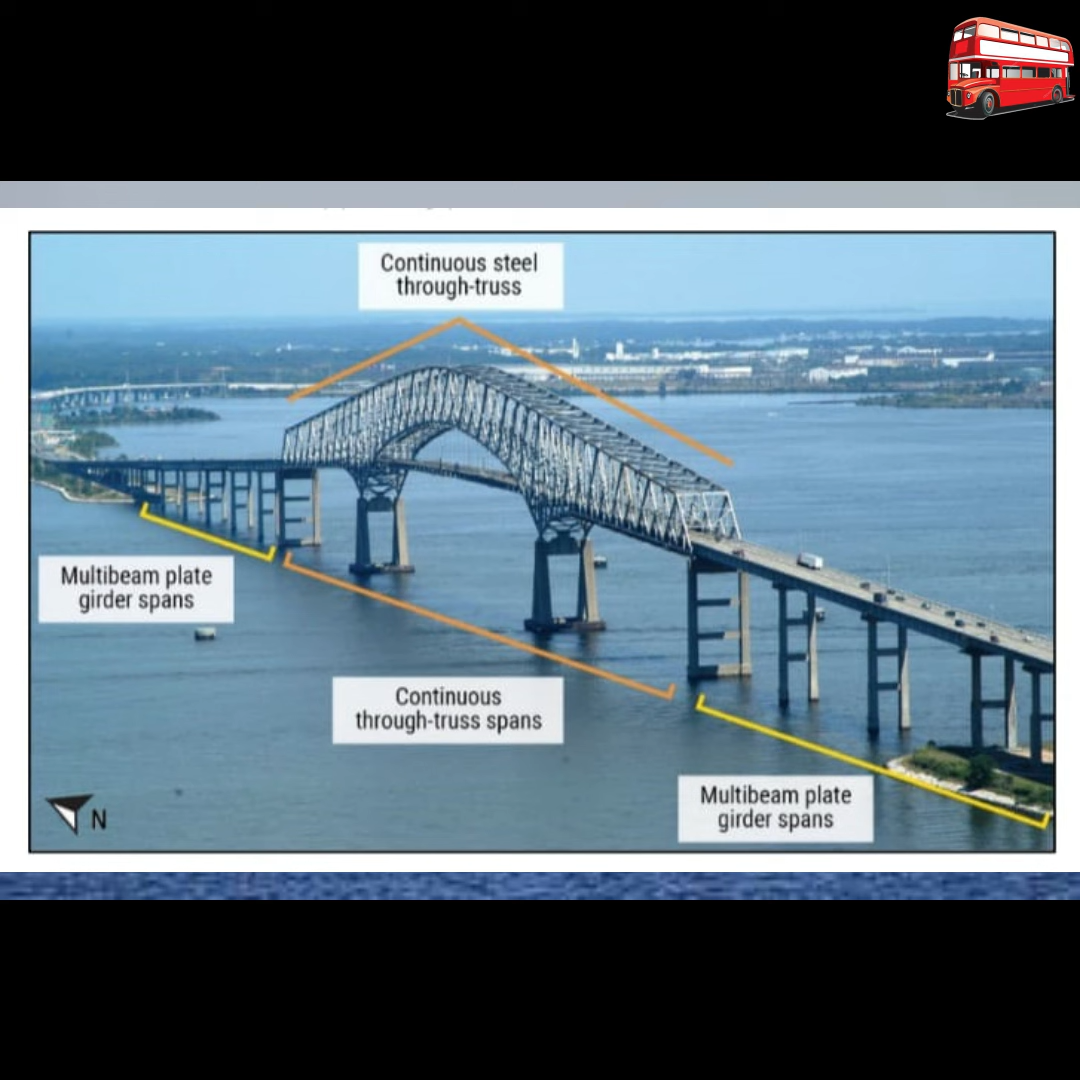 Continuous steel
through-truss
Multibeam plate
girder spans
Continuous
through-truss spans
Multibeam plate
girder spans
N